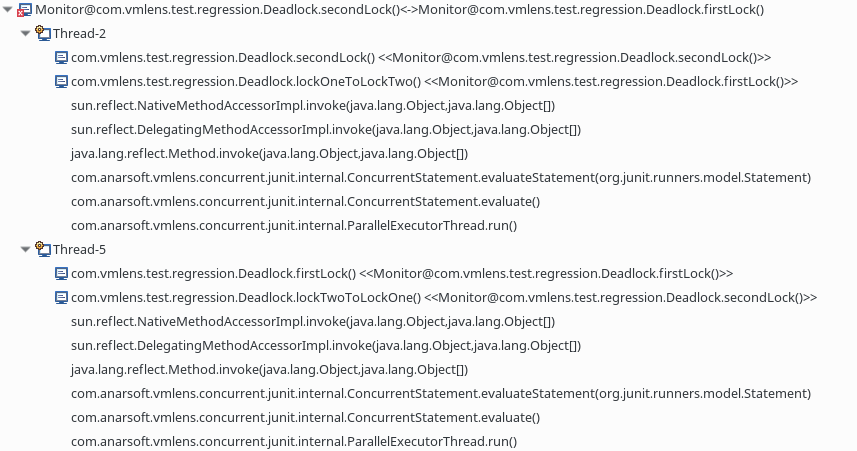 Monitor@com.vmlens.test.regression.Deadlock.secondLock()<->Monitor@com.vmlens.test.regression.Deadlock.firstLock()
Thread-2
com.vmlens.test.regression.Deadlock.secondLock() <<Monitor@com.vmlens.test.regression.Deadlock.secondLock()>>
com.vmlens.test.regression.Deadlock.lockOneToLockTwo() <<Monitor@com.vmlens.test.regression.Deadlock.firstLock()>>
sun.reflect.NativeMethodAccessorImpl.invoke(java.lang.Object,java.lang.Object[])
sun.reflect.DelegatingMethodAccessorImpl.invoke(java.lang.Object,java.lang.Object[])
java.lang.reflect.Method.invoke(java.lang.Object,java.lang.Object[])
com.anarsoft.vmlens.concurrent.junit.internal.ConcurrentStatement.evaluateStatement(org.junit.runners.model.Statement)
com.anarsoft.vmlens.concurrent.junit.internal.ConcurrentStatement.evaluate()
com.anarsoft.vmlens.concurrent.junit.internal.ParallelExecutorThread.run()
Thread-5
com.vmlens.test.regression.Deadlock.firstLock() <<Monitor@com.vmlens.test.regression.Deadlock.firstLock()>>
com.vmlens.test.regression.Deadlock.lockTwoToLockOne() <<Monitor@com.vmlens.test.regression.Deadlock.secondLock()>>
sun.reflect.NativeMethodAccessorImpl.invoke(java.lang.Object,java.lang.Object[])
sun.reflect.DelegatingMethodAccessorImpl.invoke(java.lang.Object,java.lang.Object[])
java.lang.reflect.Method.invoke(java.lang.Object,java.lang.Object[])
com.anarsoft.vmlens.concurrent.junit.internal.ConcurrentStatement.evaluateStatement(org.junit.runners.model.Statement)
com.anarsoft.vmlens.concurrent.junit.internal.ConcurrentStatement.evaluate()
com.anarsoft.vmlens.concurrent.junit.internal.ParallelExecutorThread.run()